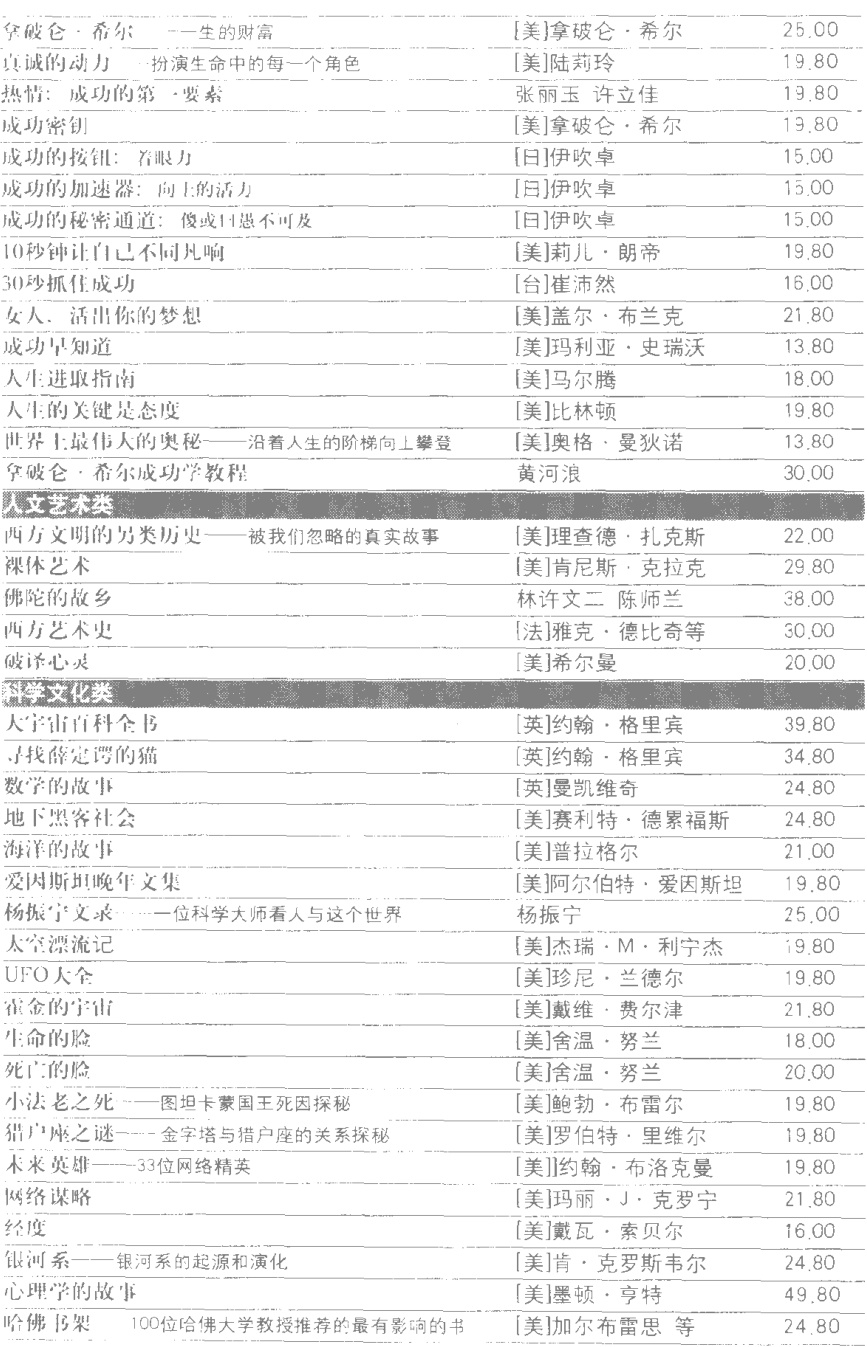 拿破仑·希尔——一生的财富 [美]拿破仑·希尔 25.00
真诚的动力——扮演生命中的每一个角色 [美]陆莉玲 19.80
热情：成功的第一要素 张丽玉 许立佳 19.80
成功密钥 [美]拿破仑·希尔 19.80
成功的按钮：着眼力 [日]伊吹卓 15.00
成功的加速器：向上的活力 [日]伊吹卓 15.00
成功的秘密通道：傻或曰愚不可及 [日]伊吹卓 15.00
10秒钟让自己不同凡响 [美]莉儿·朗帝 19.80
30秒抓住成功 [台]崔沛然 16.00
女人，活出你的梦想 [美]盖尔·布兰克 21.80
成功早知道 [美]玛利亚·史瑞沃 13.80
人生进取指南 [美]马尔腾 18.00
人生的关键是态度 [美]比林顿 19.80
世界上最伟大的奥秘——沿着人生的阶梯向上攀登 [美]奥格·曼狄诺 13.80
拿破仑·希尔成功学教程 黄河浪 30.00
人文艺术类
西方文明的另类历史——被我们忽略的真实故事 [美]理查德·扎克斯 22.00
裸体艺术 [美]肯尼斯·克拉克 29.80
佛陀的故乡 林许文二 陈师兰 38.00
西方艺术史 [法]雅克·德比奇等 30.00
破译心灵 [美]希尔曼 20.00
科学文化类
大宇宙百科全书 [英]约翰·格里宾 39.80
寻找薛定谔的猫 [英]约翰·格里宾 34.80
数学的故事 [英]曼凯维奇 24.80
地下黑客社会 [美]赛利特·德累福斯 24.80
海洋的故事 [美]普拉格尔 21.00
爱因斯坦晚年文集 [美]阿尔伯特·爱因斯坦 19.80
杨振宁文录——一位科学大师看人与这个世界 杨振宁 25.00
太空漂流记 [美]杰瑞·M·利宁杰 19.80
UFO大全 [美]珍尼·兰德尔 19.80
霍金的宇宙 [美]戴维·费尔津 21.80
生命的脸 [美]舍温·努兰 18.00
死亡的脸 [美]舍温·努兰 20.00
小法老之死——图坦卡蒙国王死因探秘 [美]鲍勃·布雷尔 19.80
猎户座之谜——金字塔与猎户座的关系探秘 [美]罗伯特·里维尔 19.80
未来英雄——33位网络精英 [美]]约翰·布洛克曼 19.80
网络谋略 [美]玛丽·J·克罗宁 21.80
经度 [美]戴瓦·索贝尔 16.00
银河系——银河系的起源和演化 [美]肯·克罗斯韦尔 24.80
心理学的故事 [美]墨顿·亨特 49.80
哈佛书架 100位哈佛大学教授推荐的最有影响的书 [美]加尔布雷思 等 24.80